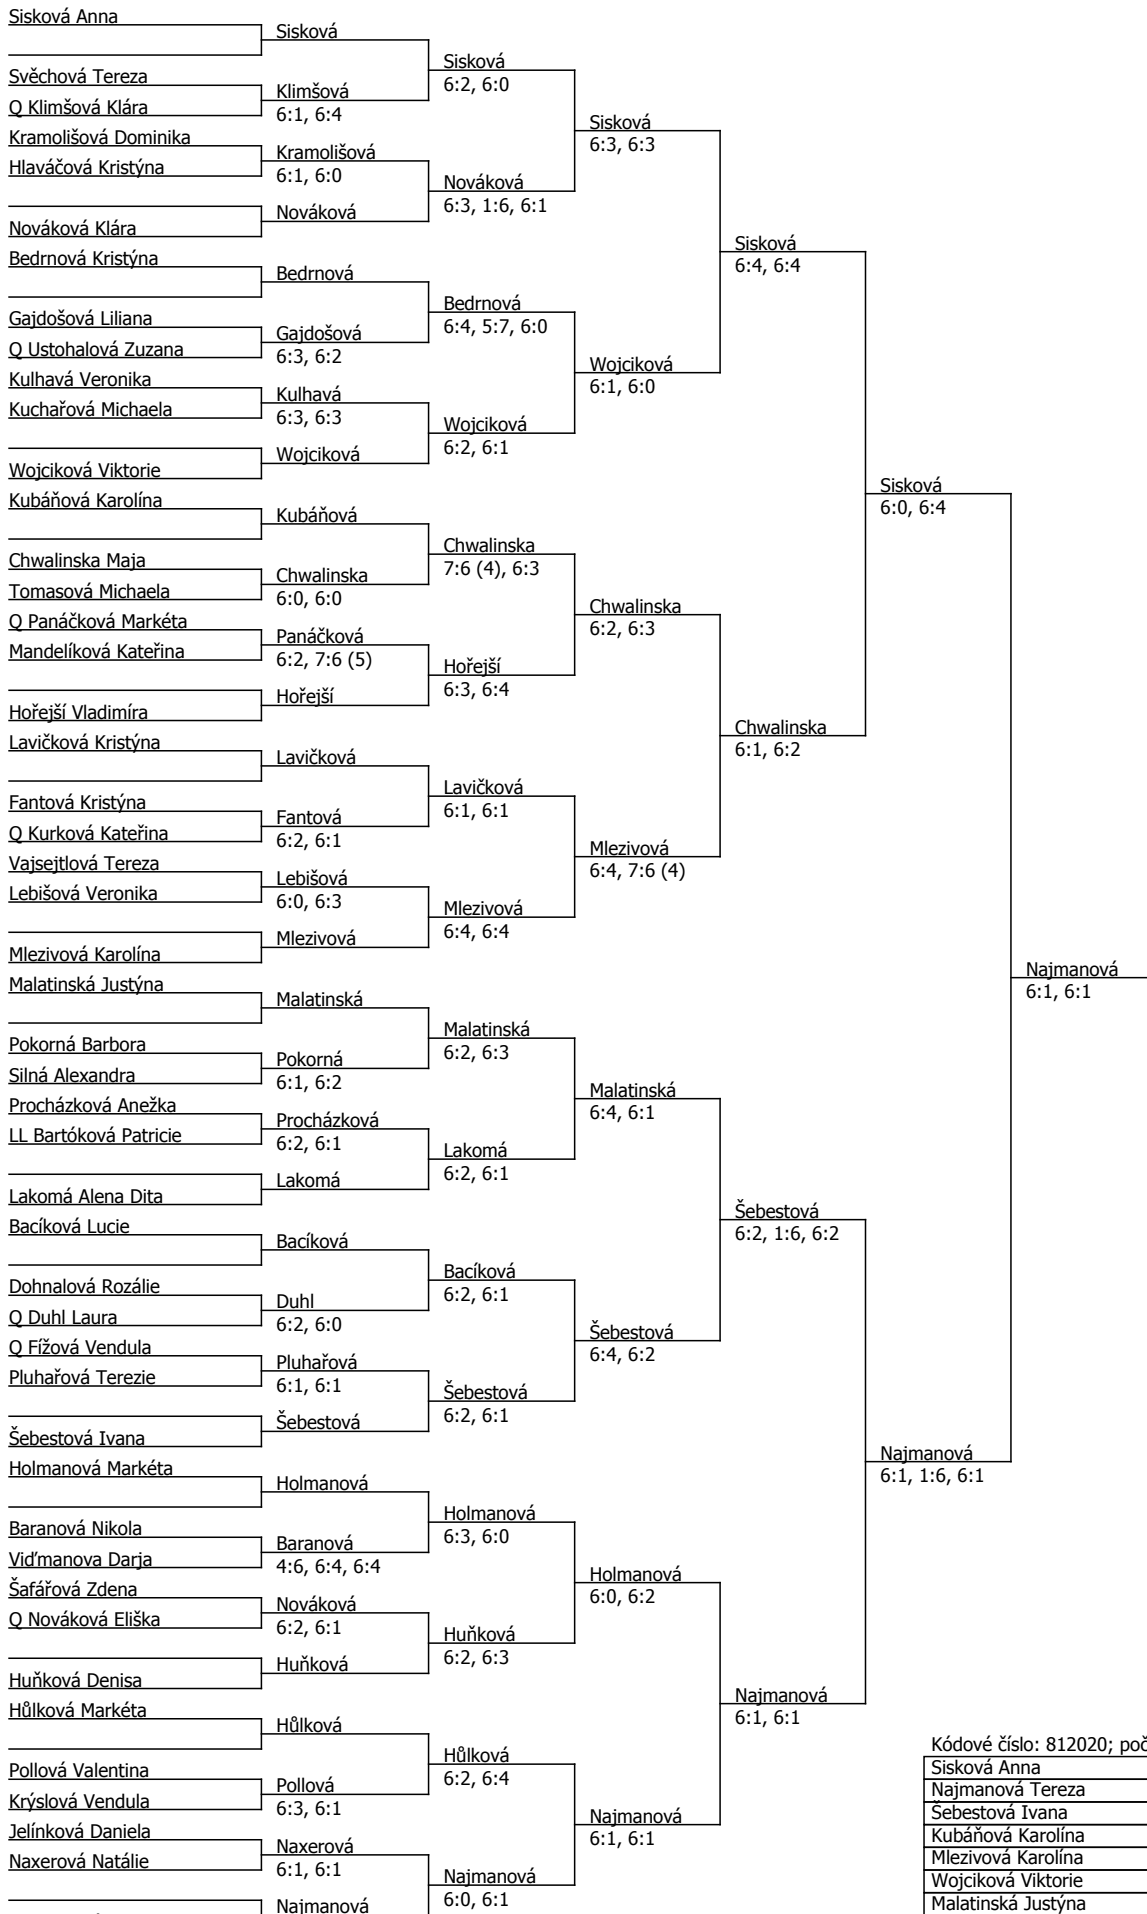 Sisková Anna
Svěchová Tereza
Q Klimšová Klára
Kramolišová Dominika
Hlaváčová Kristýna
Nováková Klára
Bedrnová Kristýna
Gajdošová Liliana
Q Ustohalová Zuzana
Kulhavá Veronika
Kuchařová Michaela
Wojciková Viktorie
Kubáňová Karolína
Chwalinska Maja
Tomasová Michaela
Q Panáčková Markéta
Mandelíková Kateřina
Hořejší Vladimíra
Lavičková Kristýna
Fantová Kristýna
Q Kurková Kateřina
Vajsejtlová Tereza
Lebišová Veronika
Mlezivová Karolína
Malatinská Justýna
Pokorná Barbora
Silná Alexandra
Procházková Anežka
LL Bartóková Patricie
Lakomá Alena Dita
Bacíková Lucie
Dohnalová Rozálie
Q Duhl Laura
Q Fížová Vendula
Pluhařová Terezie
Šebestová Ivana
Holmanová Markéta
Baranová Nikola
Viďmanova Darja
Šafářová Zdena
Q Nováková Eliška
Huňková Denisa
Hůlková Markéta
Pollová Valentina
Krýslová Vendula
Jelínková Daniela
Naxerová Natálie
Sisková
Klimšová
6:1, 6:4
Kramolišová
6:1, 6:0
Nováková
Bedrnová
Gajdošová
6:3, 6:2
Kulhavá
6:3, 6:3
Wojciková
Kubáňová
Chwalinska
6:0, 6:0
Panáčková
6:2, 7:6 (5)
Hořejší
Lavičková
Fantová
6:2, 6:1
Lebišová
6:0, 6:3
Mlezivová
Malatinská
Pokorná
6:1, 6:2
Procházková
6:2, 6:1
Lakomá
Bacíková
Duhl
6:2, 6:0
Pluhařová
6:1, 6:1
Šebestová
Holmanová
Baranová
4:6, 6:4, 6:4
Nováková
6:2, 6:1
Huňková
Hůlková
Pollová
6:3, 6:1
Naxerová
6:1, 6:1
Najmanová
Sisková
6:2, 6:0
Nováková
6:3, 1:6, 6:1
Bedrnová
6:4, 5:7, 6:0
Wojciková
6:2, 6:1
Chwalinska
7:6 (4), 6:3
Hořejší
6:3, 6:4
Lavičková
6:1, 6:1
Mlezivová
6:4, 6:4
Malatinská
6:2, 6:3
Lakomá
6:2, 6:1
Bacíková
6:2, 6:1
Šebestová
6:2, 6:1
Holmanová
6:3, 6:0
Huňková
6:2, 6:3
Hůlková
6:2, 6:4
Najmanová
6:0, 6:1
Sisková
6:3, 6:3
Wojciková
6:1, 6:0
Chwalinska
6:2, 6:3
Mlezivová
6:4, 7:6 (4)
Malatinská
6:4, 6:1
Šebestová
6:4, 6:2
Holmanová
6:0, 6:2
Najmanová
6:1, 6:1
Sisková
6:4, 6:4
Chwalinska
6:1, 6:2
Šebestová
6:2, 1:6, 6:2
Najmanová
6:1, 6:1
Sisková
6:0, 6:4
Najmanová
6:1, 1:6, 6:1
Najmanová
6:1, 6:1
Kódové číslo: 812020; poč
Sisková Anna
Najmanová Tereza
Šebestová Ivana
Kubáňová Karolína
Mlezivová Karolína
Wojciková Viktorie
Malatinská Justýna